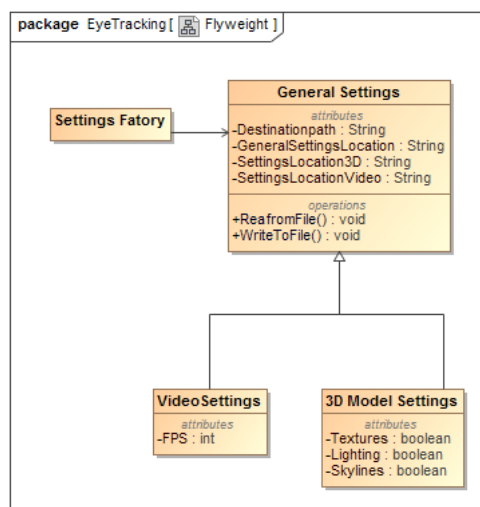 package EyeTracking [ Flyweight ]
General Settings
attributes
-Destinationpath : String
-GeneralSettingsLocation : String
-SettingsLocation3D : String
-SettingsLocationVideo : String
operations
+ReafromFile() : void
+WriteToFile() : void
Settings Fatory
VideoSettings
attributes
-FPS : int
3D Model Settings
attributes
-Textures : boolean
-Lighting : boolean
-Skylines : boolean